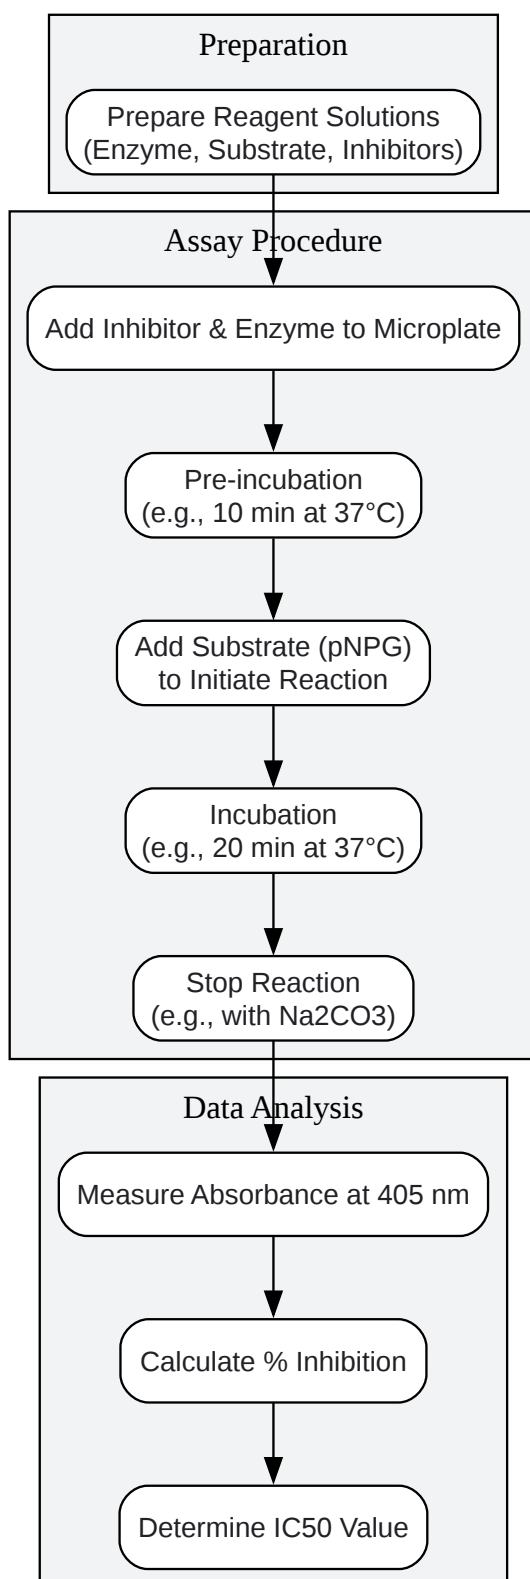 Preparation
Prepare Reagent Solutions
(Enzyme, Substrate, Inhibitors)
Assay Procedure
Add Inhibitor & Enzyme to Microplate
Pre-incubation
(e.g., 10 min at 37°C)
Add Substrate (pNPG)
to Initiate Reaction
Incubation
(e.g., 20 min at 37°C)
Stop Reaction
(e.g., with Na2CO3)
Data Analysis
Measure Absorbance at 405 nm
Calculate % Inhibition
Determine IC50 Value